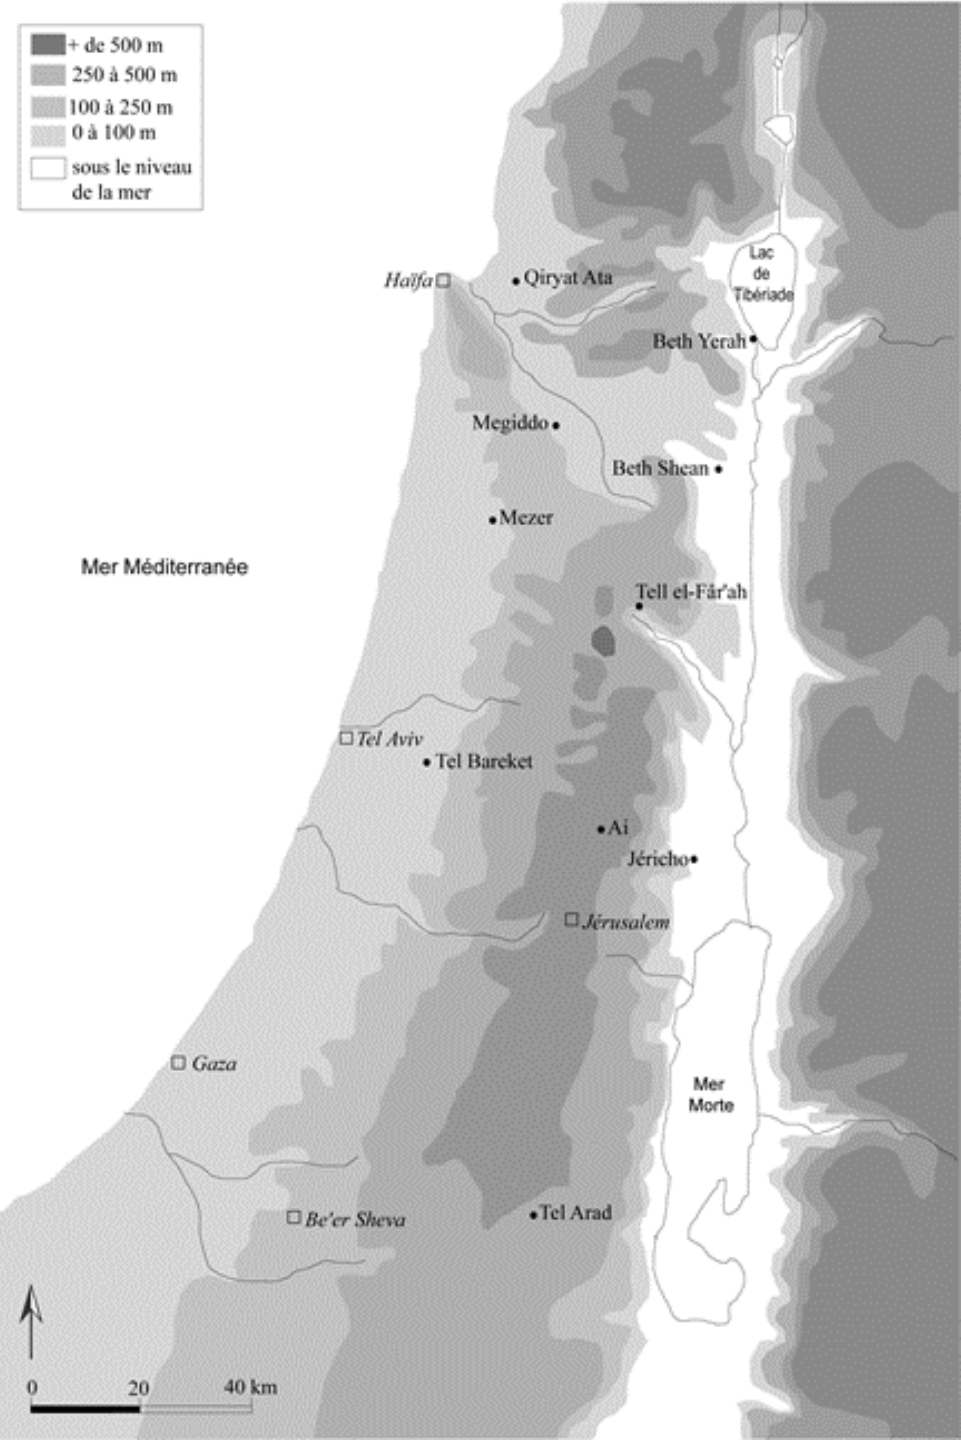 + de 500 m
250 à 500 m
100 à 250 m
0 à 100 m
sous le niveau
de la mer
Lac
de
Tibériade
Haïfa
Qiryat Ata
Beth Yerah
Megiddo
Beth Shean
Mezer
Mer Méditerranée
Tell el-Fâr'ah
Tel Aviv
Tel Bareket
Ai
Jéricho
Jérusalem
Gaza
Mer
Morte
Tel Arad
Be'er Sheva
0 20 40 km